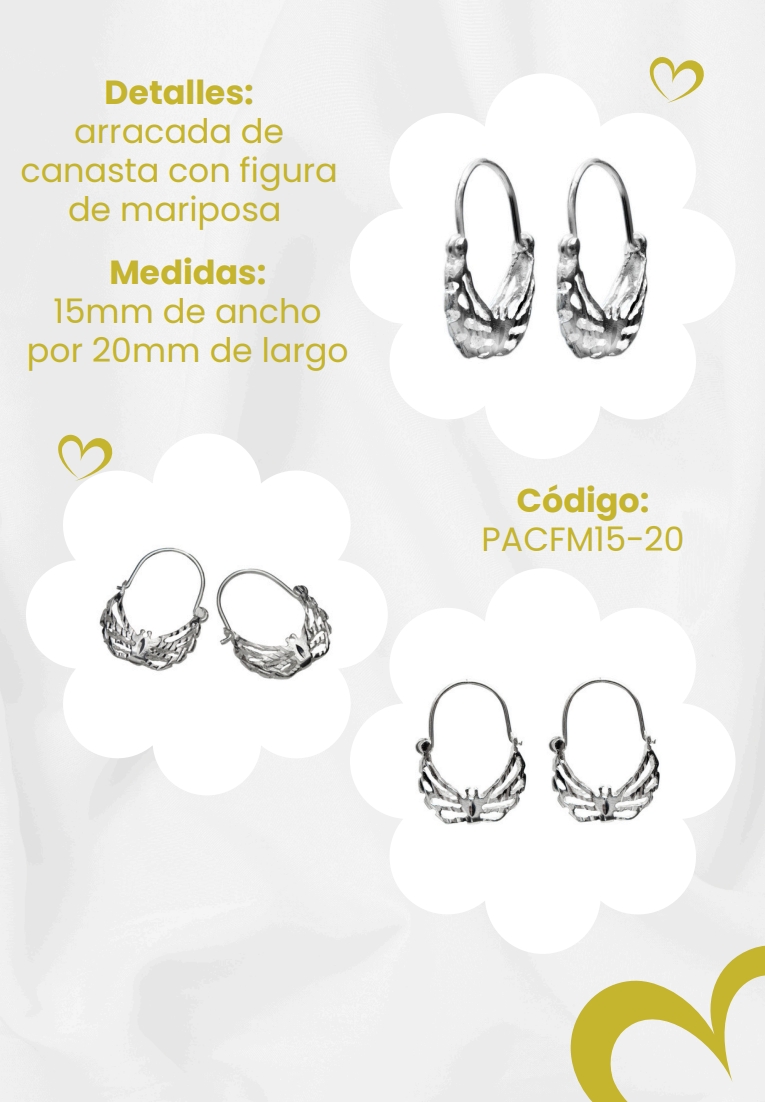 Detalles:
arracada de
canasta con figura
de mariposa
Medidas:
15mm de ancho
por 20mm de largo
Código:
PACFM15-20